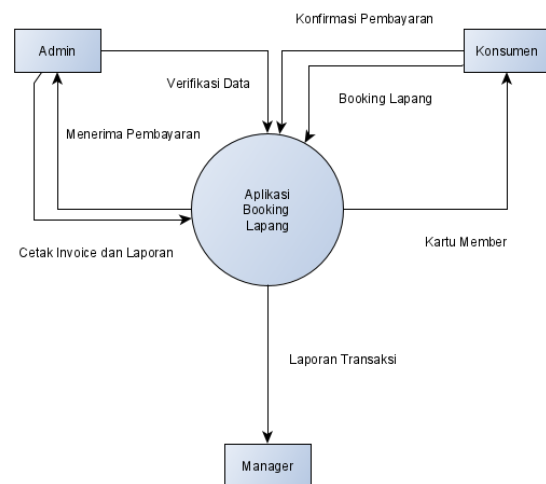 Konfirmasi Pembayaran
Admin
Konsumen
Verifikasi Data
Booking Lapang
Menerima Pembayaran
Aplikasi
Booking
Lapang
Cetak Invoice dan Laporan
Kartu Member
Laporan Transaksi
Manager